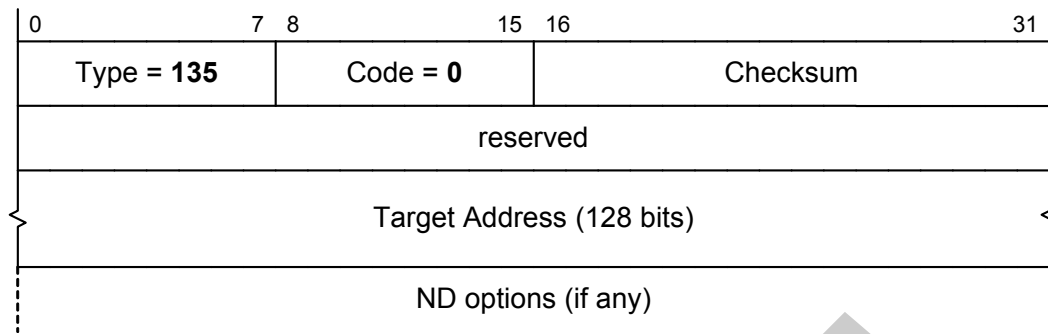 0 7 8 15 16 31
Type = 135 Code = 0 Checksum
reserved
Target Address (128 bits)
ND options (if any)